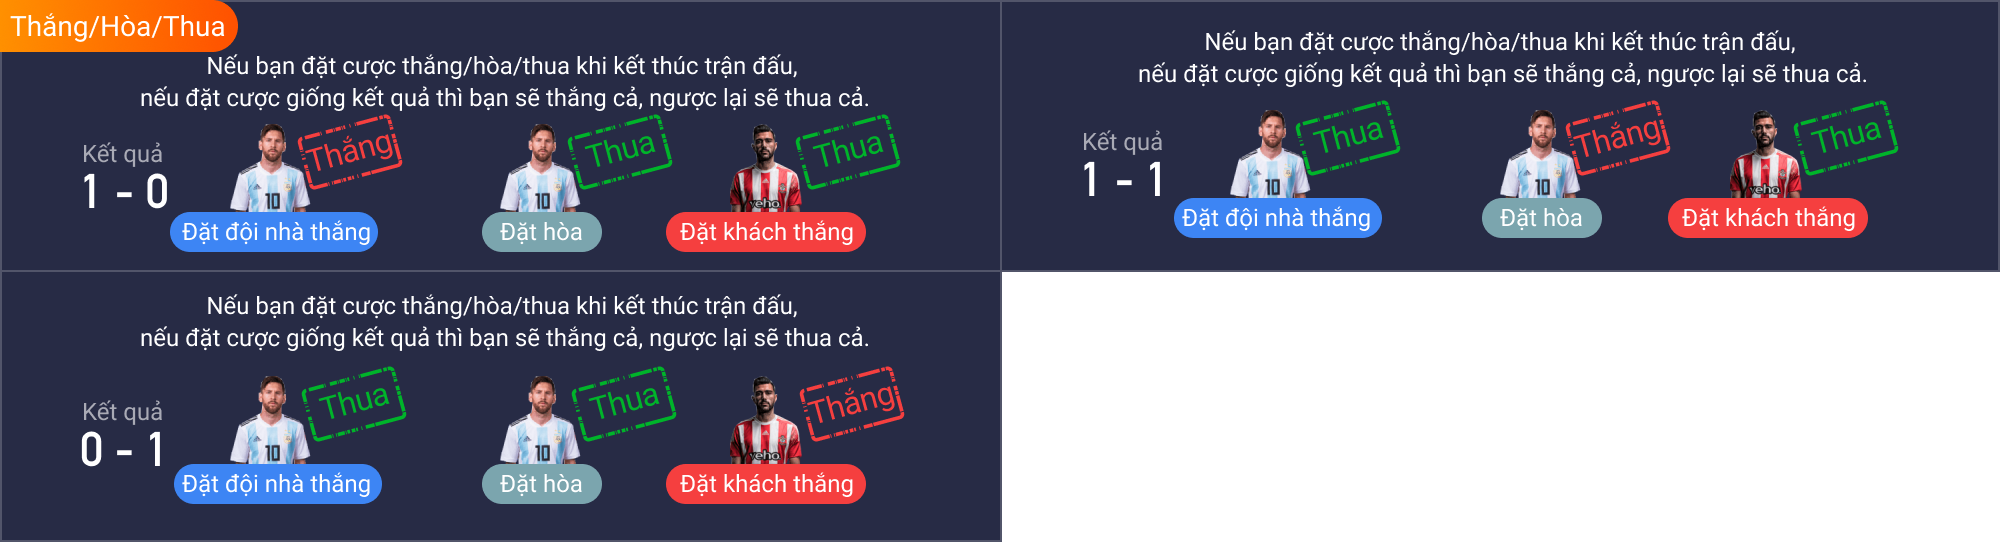 Thắng/Hòa/Thua
Nếu bạn đặt cược thắng/hòa/thua khi kết thúc trận đấu,
nếu đặt cược giống kết quả thì bạn sẽ thắng cả, ngược lại sẽ thua cả.
Kết quả
1 - 0
10
Thắng
10
Thua
veho
Thua
Đặt đội nhà thắng
Đặt hòa
Đặt khách thắng
Nếu bạn đặt cược thắng/hòa/thua khi kết thúc trận đấu,
nếu đặt cược giống kết quả thì bạn sẽ thắng cả, ngược lại sẽ thua cả.
Kết quả
1 - 1
10
Thua
10
Thắng
veho
Thua
Đặt đội nhà thắng
Đặt hòa
Đặt khách thắng
Nếu bạn đặt cược thắng/hòa/thua khi kết thúc trận đấu,
nếu đặt cược giống kết quả thì bạn sẽ thắng cả, ngược lại sẽ thua cả.
Kết quả
0 - 1
10
Thua
10
Thua
veho
Thắng
Đặt đội nhà thắng
Đặt hòa
Đặt khách thắng